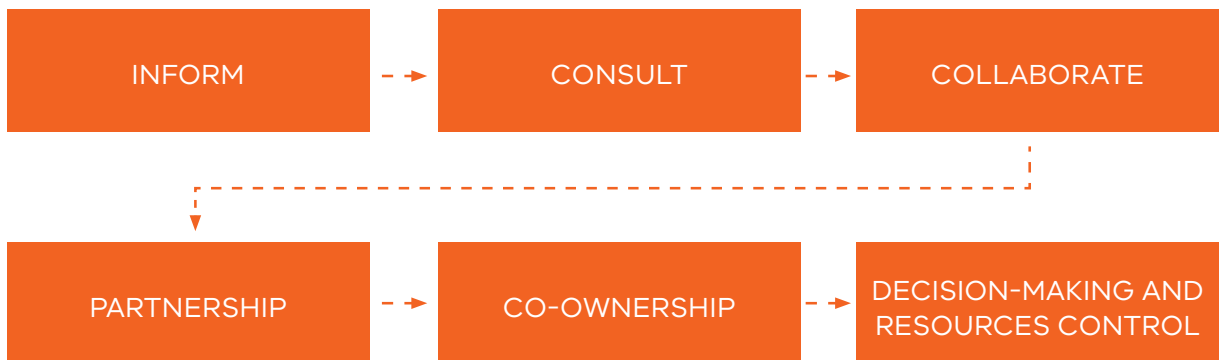 INFORM
CONSULT
COLLABORATE
PARTNERSHIP
CO-OWNERSHIP
DECISION-MAKING AND
RESOURCES CONTROL